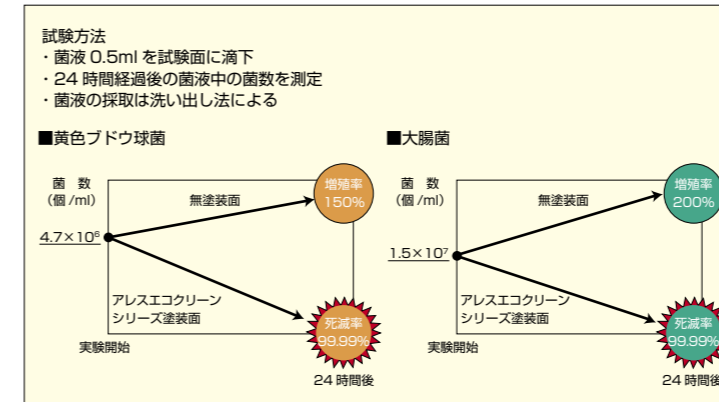 試験方法
・菌液 0.5ml を試験面に滴下
・24 時間経過後の菌液中の菌数を測定
・菌液の採取は洗い出し法による
■黄色ブドウ球菌
菌 数
（個 /ml）
4.7×10⁶
無塗装面
増殖率
150%
アレスエコクリーン
シリーズ塗装面
死滅率
99.99%
実験開始
24 時間後
■大腸菌
菌 数
（個 /ml）
1.5×10⁷
無塗装面
増殖率
200%
アレスエコクリーン
シリーズ塗装面
死滅率
99.99%
実験開始
24 時間後